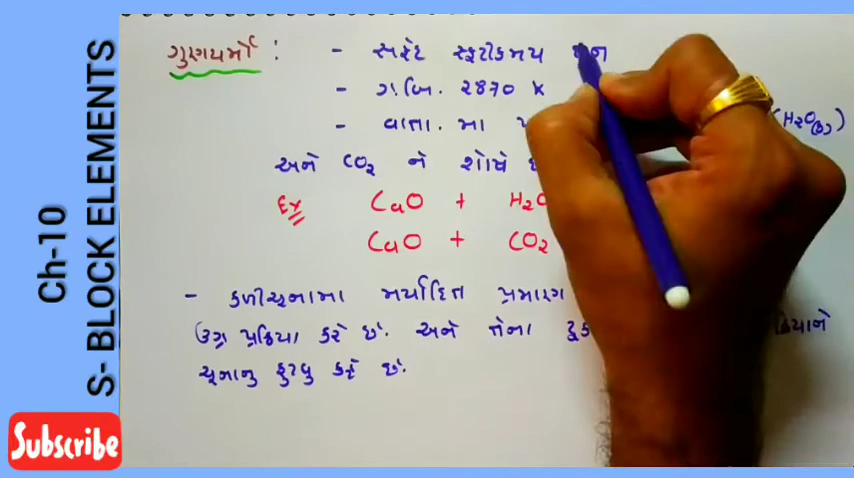 Ch-10
S- BLOCK ELEMENTS
Subscribe
ગુણધર્મો :
- સફેદ સ્ફટીકમય ઘન
- ગ.બિ. 2870 K
- વાતા. મા (H2O(g))
અને CO2 ને શોષે
Ex CaO + H2O
CaO + CO2
- કળીચૂનામા મર્યાદિત પ્રમાણ
ઉગ્ર પ્રક્રિયા કરે છે. અને તેના
ચૂનાનુ ફુટવુ કહે છે.